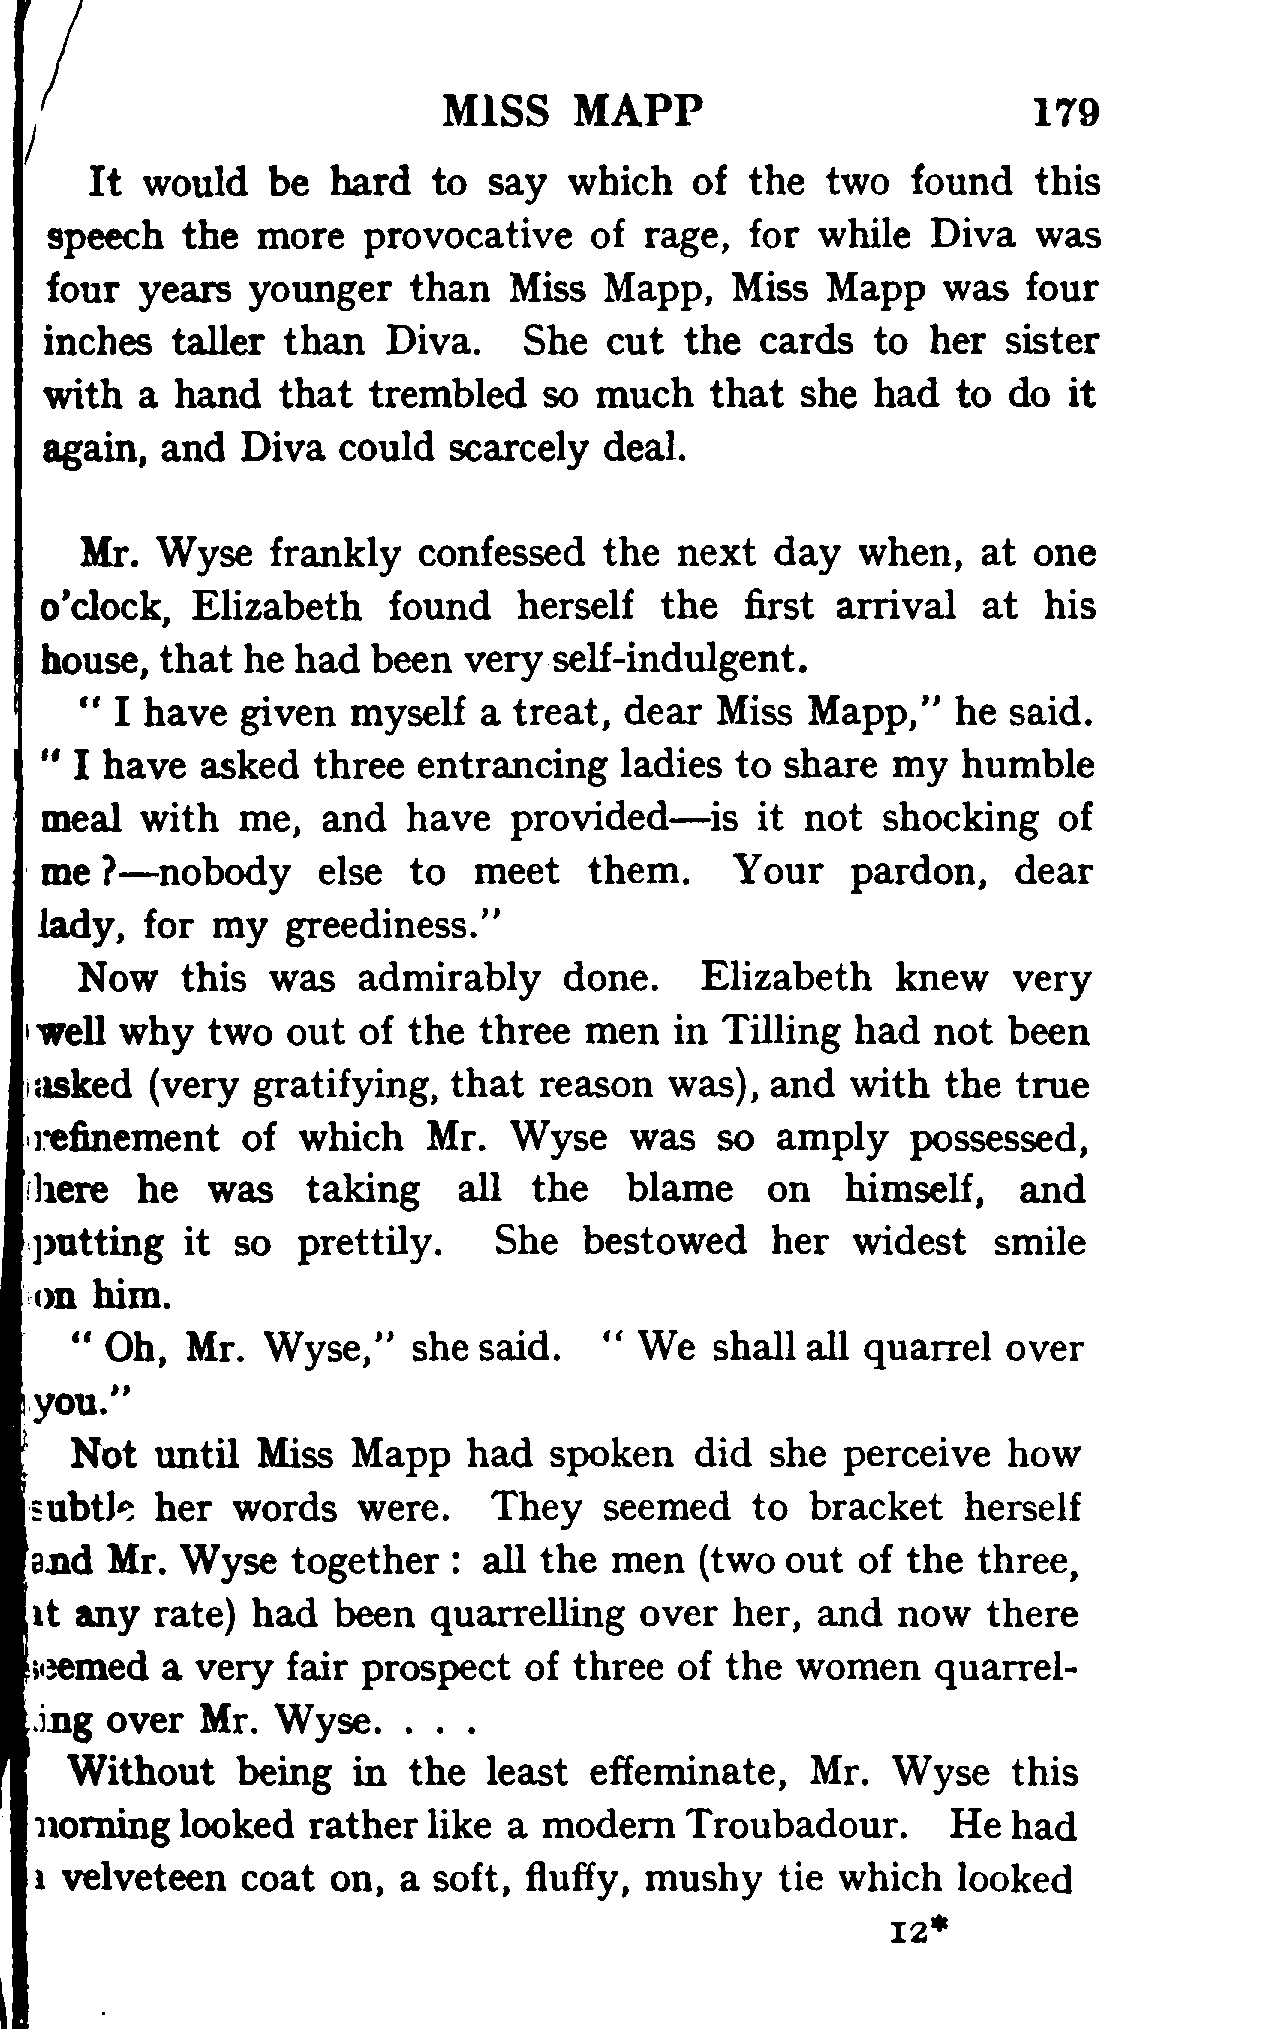 MISS MAPP 179
It would be hard to say which of the two found this
speech the more provocative of rage, for while Diva was
four years younger than Miss Mapp, Miss Mapp was four
inches taller than Diva. She cut the cards to her sister
with a hand that trembled so much that she had to do it
again, and Diva could scarcely deal.
Mr. Wyse frankly confessed the next day when, at one
o'clock, Elizabeth found herself the first arrival at his
house, that he had been very self-indulgent.
" I have given myself a treat, dear Miss Mapp," he said.
" I have asked three entrancing ladies to share my humble
meal with me, and have provided—is it not shocking of
me ?—nobody else to meet them. Your pardon, dear
lady, for my greediness."
Now this was admirably done. Elizabeth knew very
well why two out of the three men in Tilling had not been
asked (very gratifying, that reason was), and with the true
refinement of which Mr. Wyse was so amply possessed,
here he was taking all the blame on himself, and
putting it so prettily. She bestowed her widest smile
on him.
" Oh, Mr. Wyse," she said. " We shall all quarrel over
you."
Not until Miss Mapp had spoken did she perceive how
subtle her words were. They seemed to bracket herself
and Mr. Wyse together : all the men (two out of the three,
at any rate) had been quarrelling over her, and now there
seemed a very fair prospect of three of the women quarrel-
ling over Mr. Wyse. . . .
Without being in the least effeminate, Mr. Wyse this
morning looked rather like a modern Troubadour. He had
a velveteen coat on, a soft, fluffy, mushy tie which looked
12*